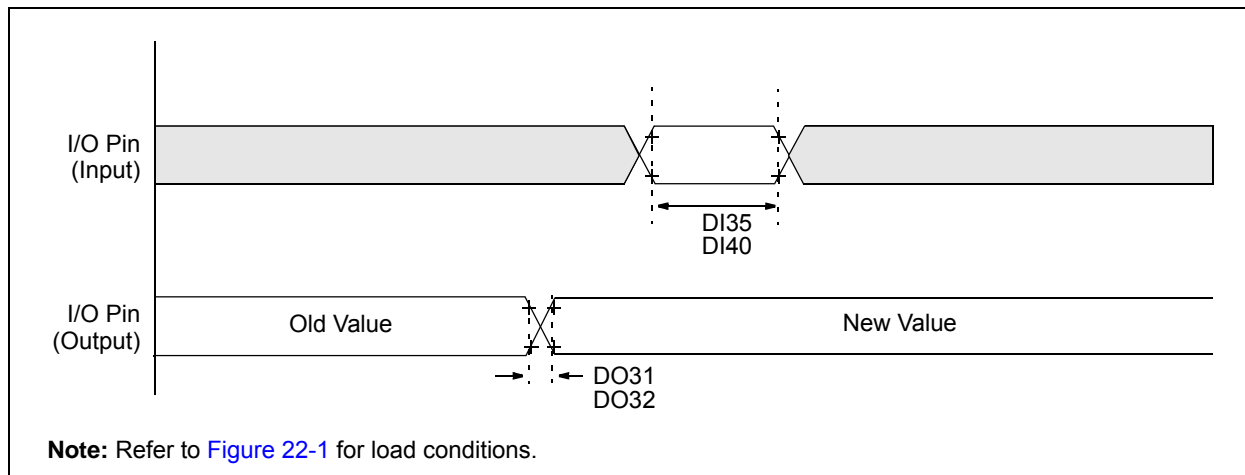 I/O Pin
(Input)
DI35
DI40
I/O Pin
(Output)
Old Value
New Value
DO31
DO32
Note: Refer to Figure 22-1 for load conditions.